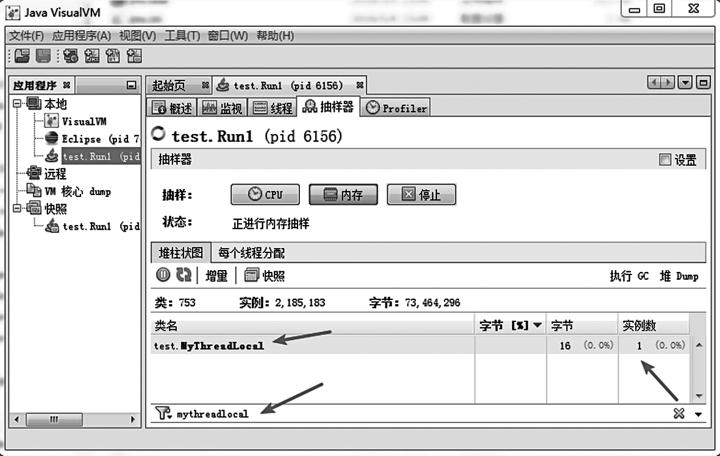 Java VisualVM
文件(F) 应用程序(A) 视图(V) 工具(T) 窗口(W) 帮助(H)
应用程序
本地
VisualVM
Eclipse (pid 7
test.Run1 (pid
远程
VM 核心 dump
快照
test.Run1 (pid
起始页 test.Run1 (pid 6156)
概述 监视 线程 抽样器 Profiler
test.Run1 (pid 6156)
抽样器 设置
抽样: CPU 内存 停止
状态: 正进行内存抽样
堆柱状图 每个线程分配
增量 快照 执行 GC 堆 Dump
类: 753 实例: 2,185,183 字节: 73,464,296
类名 字节 [%] 字节 实例数
test.MyThreadLocal 16 (0.0%) 1 (0.0%)
mythreadlocal